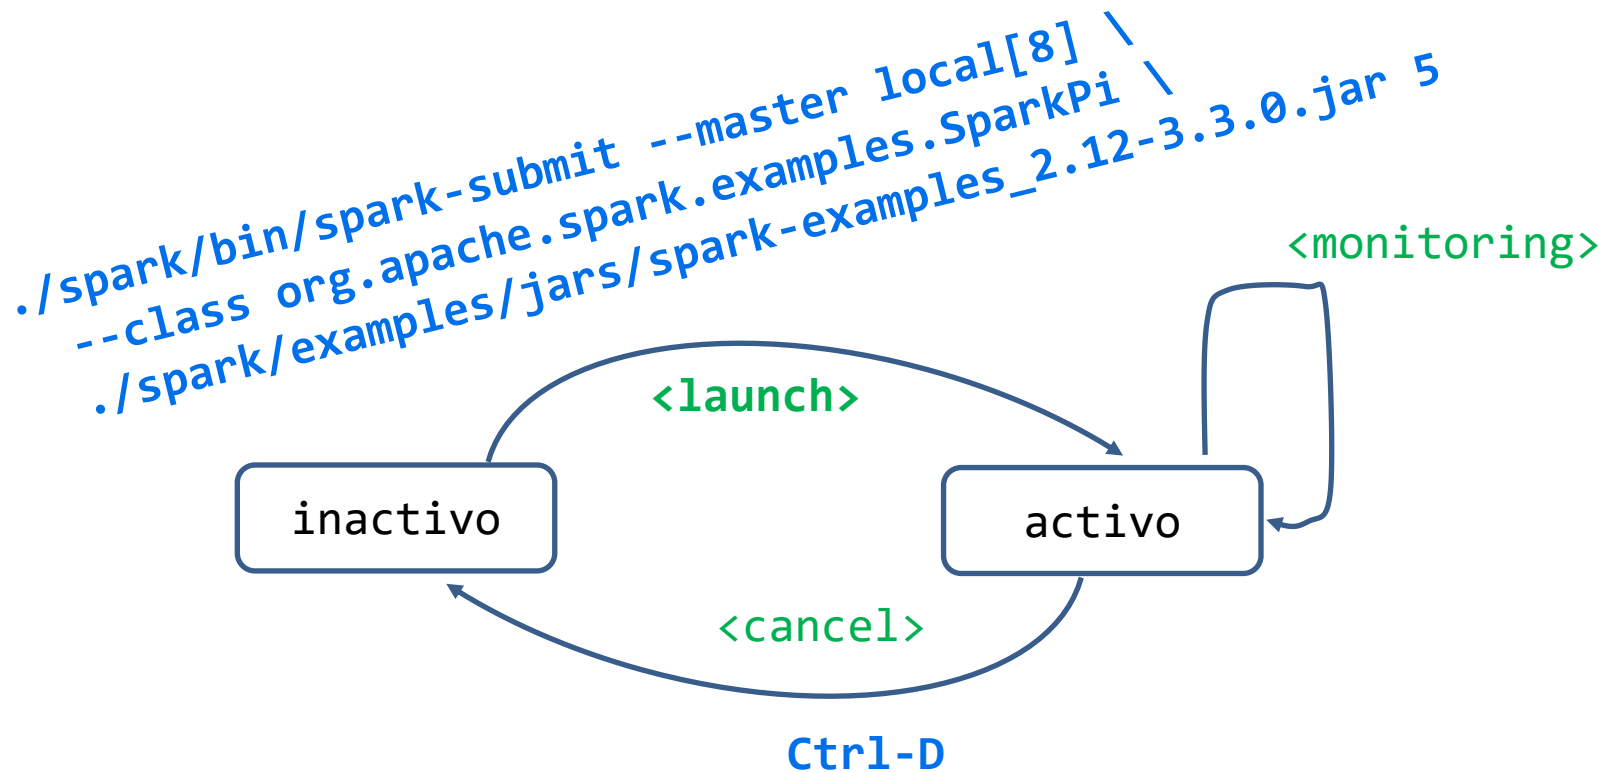 ./spark/bin/spark-submit --master local[8] \
--class org.apache.spark.examples.SparkPi \
./spark/examples/jars/spark-examples_2.12-3.3.0.jar 5
<monitoring>
<launch>
inactivo
activo
<cancel>
Ctrl-D